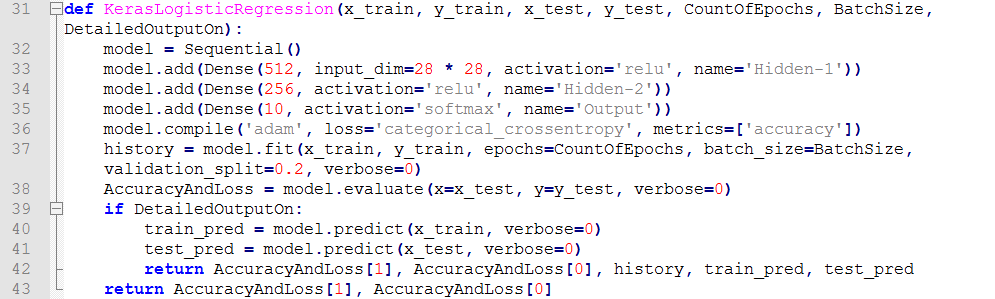 31 def KerasLogisticRegression(x_train, y_train, x_test, y_test, CountOfEpochs, BatchSize,
DetailedOutputOn):
32     model = Sequential()
33     model.add(Dense(512, input_dim=28 * 28, activation='relu', name='Hidden-1'))
34     model.add(Dense(256, activation='relu', name='Hidden-2'))
35     model.add(Dense(10, activation='softmax', name='Output'))
36     model.compile('adam', loss='categorical_crossentropy', metrics=['accuracy'])
37     history = model.fit(x_train, y_train, epochs=CountOfEpochs, batch_size=BatchSize,
    validation_split=0.2, verbose=0)
38     AccuracyAndLoss = model.evaluate(x=x_test, y=y_test, verbose=0)
39     if DetailedOutputOn:
40         train_pred = model.predict(x_train, verbose=0)
41         test_pred = model.predict(x_test, verbose=0)
42         return AccuracyAndLoss[1], AccuracyAndLoss[0], history, train_pred, test_pred
43     return AccuracyAndLoss[1], AccuracyAndLoss[0]